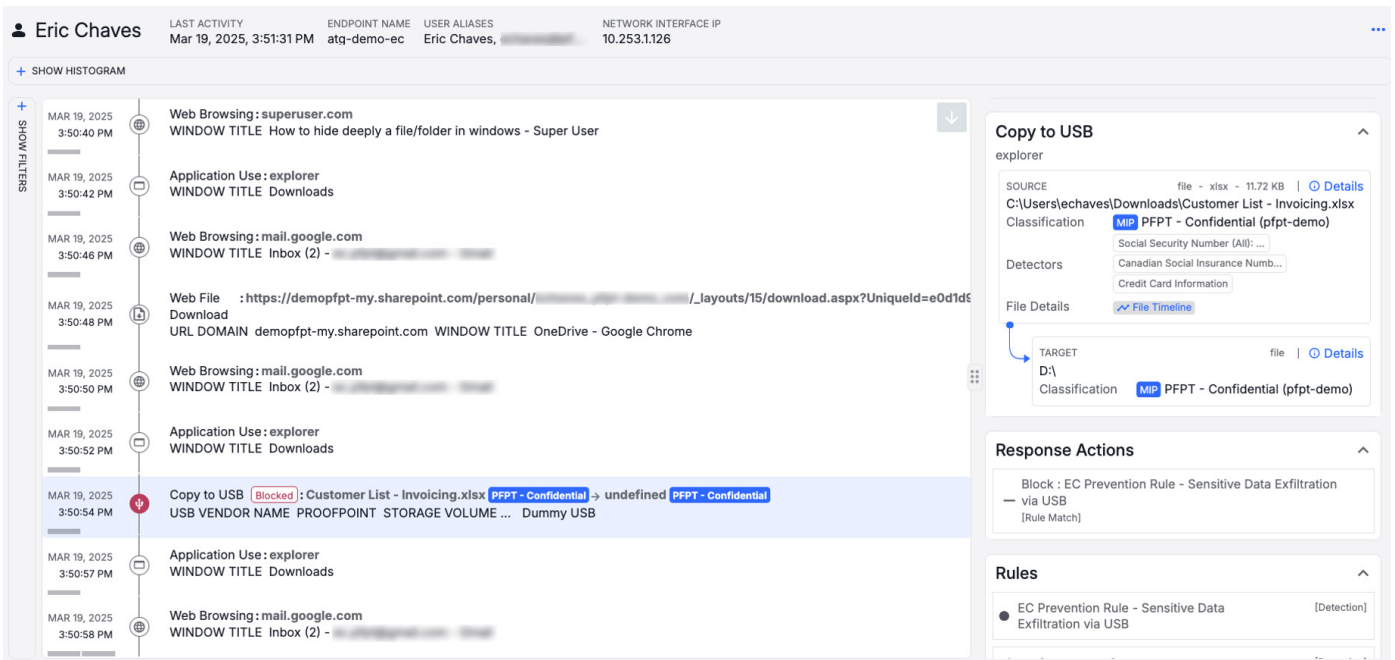 Eric Chaves
LAST ACTIVITY
Mar 19, 2025, 3:51:31 PM
ENDPOINT NAME
atg-demo-ec
USER ALIASES
Eric Chaves,
NETWORK INTERFACE IP
10.253.1.126
+ SHOW HISTOGRAM
+ SHOW FILTERS
MAR 19, 2025
3:50:40 PM
Web Browsing: superuser.com
WINDOW TITLE How to hide deeply a file/folder in windows - Super User
MAR 19, 2025
3:50:42 PM
Application Use: explorer
WINDOW TITLE Downloads
MAR 19, 2025
3:50:46 PM
Web Browsing: mail.google.com
WINDOW TITLE Inbox (2) -
MAR 19, 2025
3:50:48 PM
Web File Download : https://demopfpt-my.sharepoint.com/personal/ /_layouts/15/download.aspx?UniqueId=e0d1d9
URL DOMAIN demopfpt-my.sharepoint.com WINDOW TITLE OneDrive - Google Chrome
MAR 19, 2025
3:50:50 PM
Web Browsing: mail.google.com
WINDOW TITLE Inbox (2) -
MAR 19, 2025
3:50:52 PM
Application Use: explorer
WINDOW TITLE Downloads
MAR 19, 2025
3:50:54 PM
Copy to USB Blocked : Customer List - Invoicing.xlsx PFPT - Confidential → undefined PFPT - Confidential
USB VENDOR NAME PROOFPOINT STORAGE VOLUME ... Dummy USB
MAR 19, 2025
3:50:57 PM
Application Use: explorer
WINDOW TITLE Downloads
MAR 19, 2025
3:50:58 PM
Web Browsing: mail.google.com
WINDOW TITLE Inbox (2) -
Copy to USB
explorer
SOURCE file - xlsx - 11.72 KB | Details
C:\Users\echaves\Downloads\Customer List - Invoicing.xlsx
Classification MIP PFPT - Confidential (pfpt-demo)
Detectors
Social Security Number (All): ...
Canadian Social Insurance Numb...
Credit Card Information
File Details File Timeline
TARGET file | Details
D:\
Classification MIP PFPT - Confidential (pfpt-demo)
Response Actions
Block : EC Prevention Rule - Sensitive Data Exfiltration
via USB
[Rule Match]
Rules
EC Prevention Rule - Sensitive Data [Detection]
Exfiltration via USB